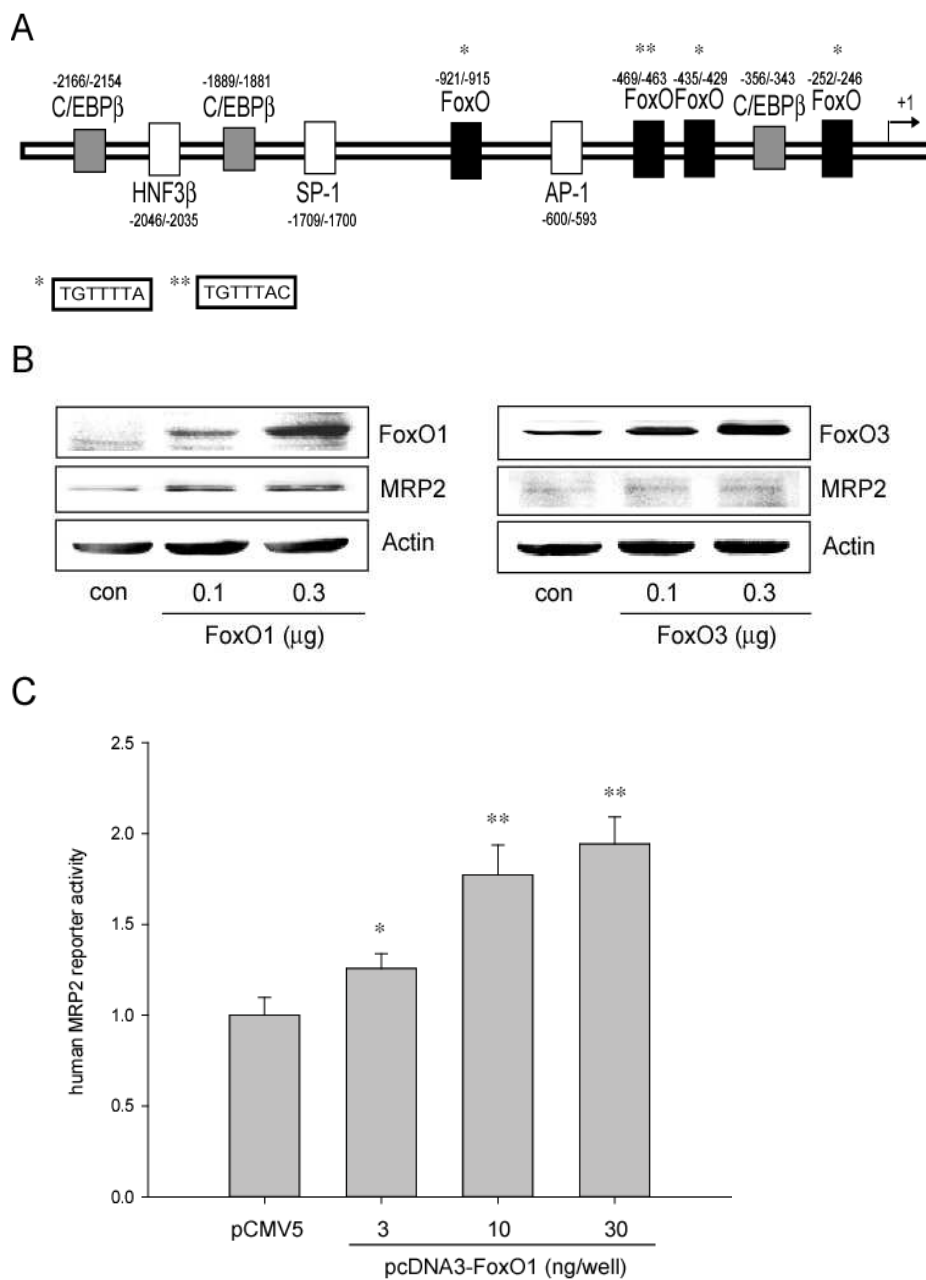 A
* ** * *
-2166/-2154 -1889/-1881 -921/-915 -469/-463 -435/-429 -356/-343 -252/-246 +1
C/EBPβ C/EBPβ FoxO FoxO FoxO C/EBPβ FoxO
HNF3β SP-1 AP-1
-2046/-2035 -1709/-1700 -600/-593
* TGTTTTA ** TGTTTAC
B
FoxO1 FoxO3
MRP2 MRP2
Actin Actin
con 0.1 0.3 con 0.1 0.3
FoxO1 (μg) FoxO3 (μg)
C
2.5
2.0
1.5
1.0
0.5
0.0
human MRP2 reporter activity
* ** **
pCMV5 3 10 30
pcDNA3-FoxO1 (ng/well)